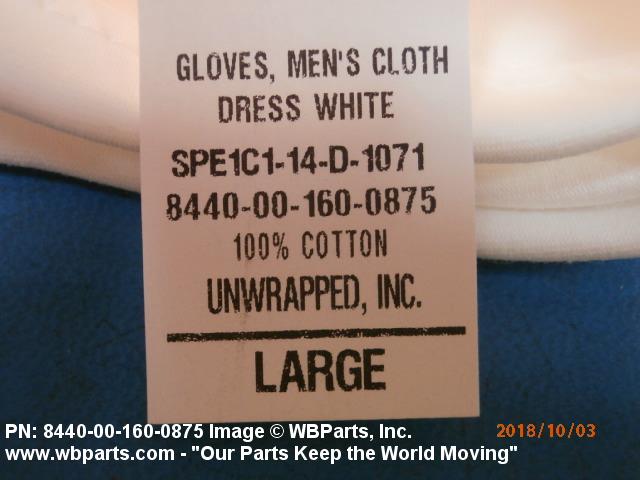 GLOVES, MEN'S CLOTH
DRESS WHITE
SPE1C1-14-D-1071
8440-00-160-0875
100% COTTON
UNWRAPPED, INC.
LARGE
PN: 8440-00-160-0875 Image © WBParts, Inc.
2018/10/03
www.wbparts.com - "Our Parts Keep the World Moving"